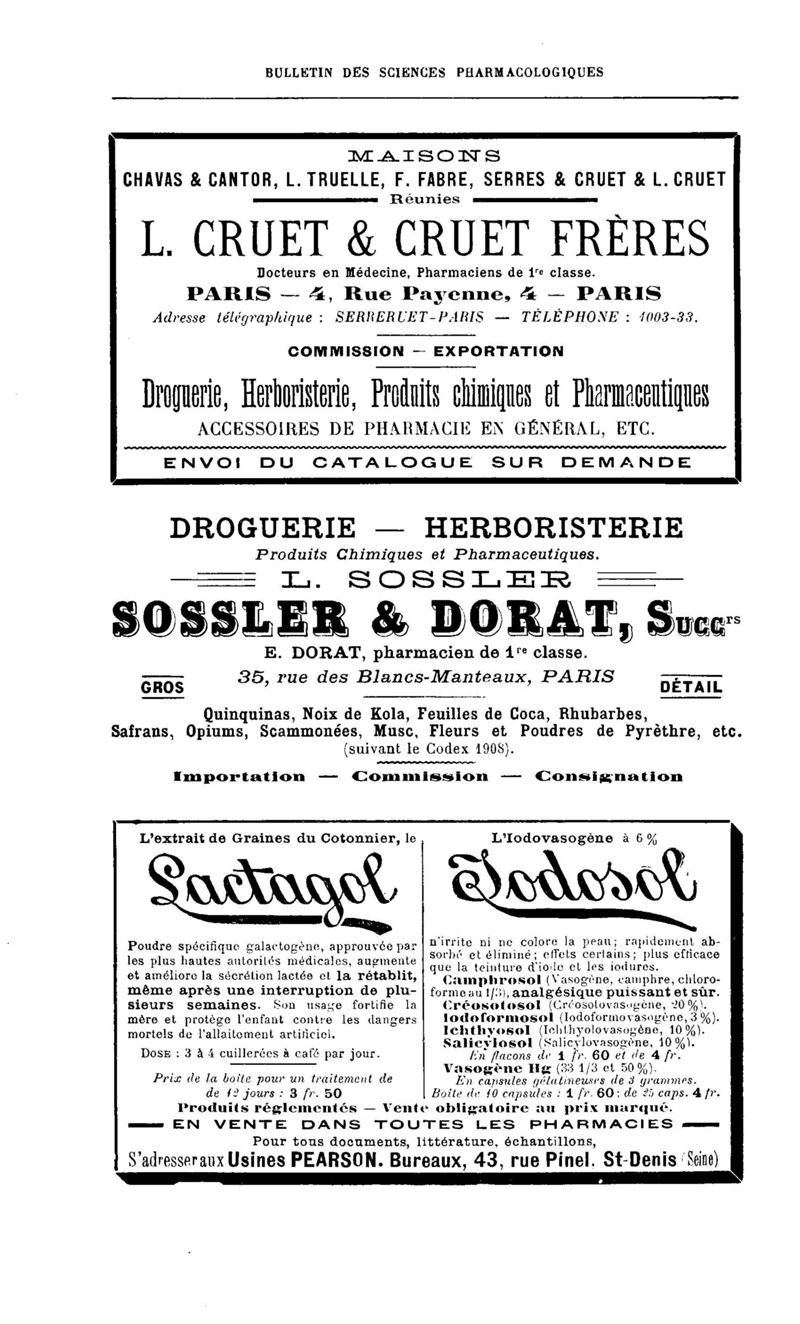 BULLETIN DES SCIENCES PHARMACOLOGIQUES
MAISONS
CHAVAS & CANTOR, L. TRUELLE, F. FABRE, SERRES & CRUET & L. CRUET
Réunies
L. CRUET & CRUET FRÈRES
Docteurs en Médecine, Pharmaciens de 1re classe.
PARIS — 4, Rue Payenne, 4 — PARIS
Adresse télégraphique : SERRERUET-PARIS — TÉLÉPHONE : 1003-33.
COMMISSION — EXPORTATION
Droguerie, Herboristerie, Produits chimiques et Pharmaceutiques
ACCESSOIRES DE PHARMACIE EN GÉNÉRAL, ETC.
ENVOI DU CATALOGUE SUR DEMANDE
DROGUERIE — HERBORISTERIE
Produits Chimiques et Pharmaceutiques.
L. SOSSLER
SOSSLER & DORAT, Succrs
E. DORAT, pharmacien de 1re classe.
35, rue des Blancs-Manteaux, PARIS
GROS
DÉTAIL
Quinquinas, Noix de Kola, Feuilles de Coca, Rhubarbes,
Safrans, Opiums, Scammonées, Musc, Fleurs et Poudres de Pyrèthre, etc.
(suivant le Codex 1908).
Importation — Commission — Consignation
L'extrait de Graines du Cotonnier, le
Lactagol
Poudre spécifique galactogène, approuvée par
les plus hautes autorités médicales, augmente
et améliore la sécrétion lactée et la rétablit,
même après une interruption de plu-
sieurs semaines. Son usage fortifie la
mère et protège l'enfant contre les dangers
mortels de l'allaitement artificiel.
DOSE : 3 à 4 cuillerées à café par jour.
Prix de la boîte pour un traitement de
de 12 jours : 3 fr. 50
L'Iodovasogène à 6 %
Iodosol
n'irrite ni ne colore la peau; rapidement ab-
sorbé et éliminé; effets certains; plus efficace
que la teinture d'iode et les iodures.
Camphrosol (Vasogène, camphre, chloro-
forme au 1/3), analgésique puissant et sûr.
Créosotosol (Créosotovasogène, 20 %).
Iodoformosol (Iodoformovasogène, 3 %).
Ichthyosol (Ichthyolovasogène, 10 %).
Salicylosol (Salicylovasogène, 10 %).
En flacons de 1 fr. 60 et de 4 fr.
Vasogène Hg (33 1/3 et 50 %).
En capsules gélatineuses de 3 grammes.
Boîte de 10 capsules : 1 fr. 60; de 25 caps. 4 fr.
Produits réglementés — Vente obligatoire au prix marqué.
EN VENTE DANS TOUTES LES PHARMACIES
Pour tous documents, littérature, échantillons,
S'adresser aux Usines PEARSON. Bureaux, 43, rue Pinel. St-Denis (Seine)